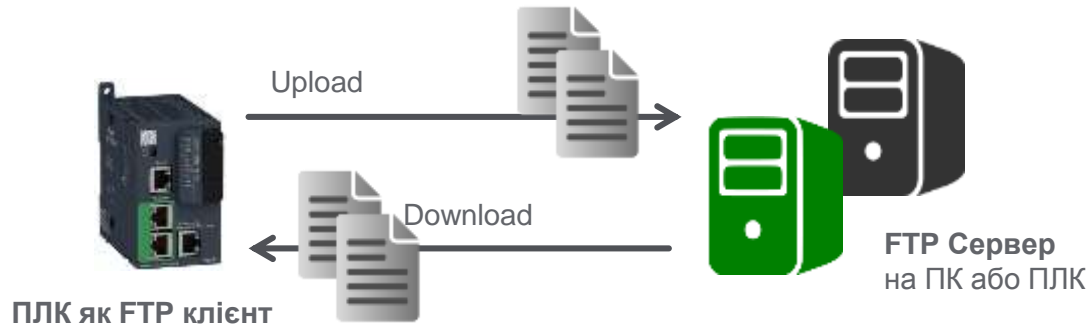 Upload
Download
FTP Сервер
на ПК або ПЛК
ПЛК як FTP клієнт